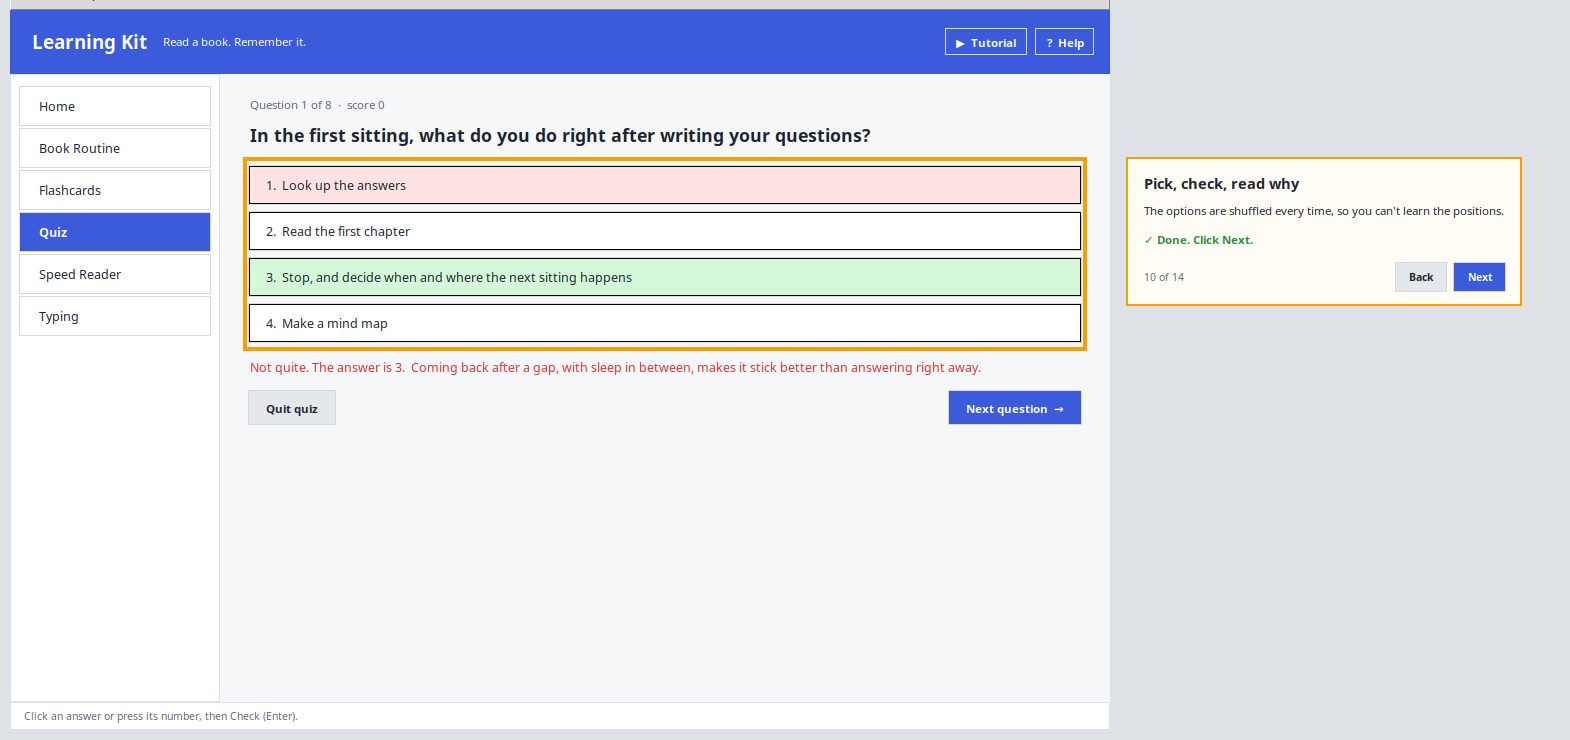 Learning Kit
Read a book. Remember it.
▶ Tutorial
? Help
Home
Book Routine
Flashcards
Quiz
Speed Reader
Typing
Question 1 of 8 · score 0
In the first sitting, what do you do right after writing your questions?
1. Look up the answers
2. Read the first chapter
3. Stop, and decide when and where the next sitting happens
4. Make a mind map
Not quite. The answer is 3. Coming back after a gap, with sleep in between, makes it stick better than answering right away.
Quit quiz
Next question →
Click an answer or press its number, then Check (Enter).
Pick, check, read why
The options are shuffled every time, so you can't learn the positions.
✓ Done. Click Next.
10 of 14
Back
Next